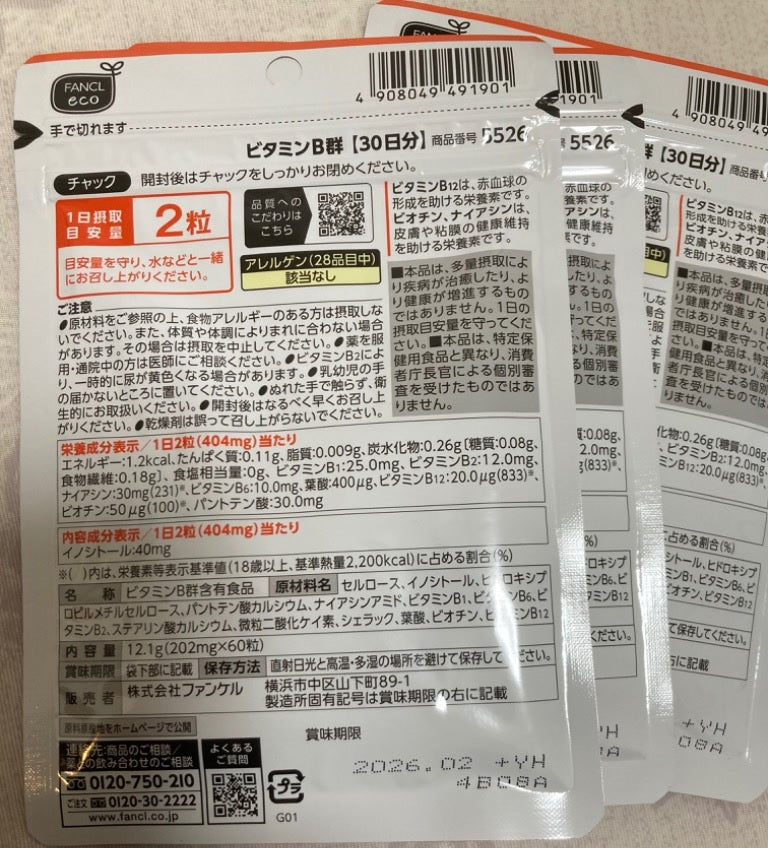 FANCL
eco
4 908049 491901
手で切れます
ビタミンB群【30日分】商品番号 5526
チャック 開封後はチャックをしっかりお閉めください。
1日摂取
目安量
2粒
目安量を守り、水などと一緒
にお召し上がりください。
品質への
こだわりは
こちら
アレルゲン(28品目中)
該当なし
ビタミンB12は、赤血球の
形成を助ける栄養素です。
ビオチン、ナイアシンは、
皮膚や粘膜の健康維持
を助ける栄養素です。
■本品は、多量摂取によ
り疾病が治癒したり、よ
り健康が増進するもの
ではありません。1日の
摂取目安量を守ってくだ
さい。■本品は、特定保
健用食品と異なり、消費
者庁長官による個別審
査を受けたものではあ
りません。
ご注意
●原材料をご参照の上、食物アレルギーのある方は摂取しな
いでください。また、体質や体調によりまれに合わない場合
があります。その場合は摂取を中止してください。●薬を服
用・通院中の方は医師にご相談ください。●ビタミンB2によ
り、一時的に尿が黄色くなる場合があります。●乳幼児の手
の届かないところに置いてください。●ぬれた手で触らず、衛
生的にお取扱いください。●開封後はなるべく早くお召し上
がりください。●乾燥剤は誤って召し上がらないでください。
栄養成分表示/1日2粒(404mg)当たり
エネルギー:1.2kcal、たんぱく質:0.11g、脂質:0.009g、炭水化物:0.26g〔糖質:0.08g、
食物繊維:0.18g〕、食塩相当量:0g、ビタミンB1:25.0mg、ビタミンB2:12.0mg、
ナイアシン:30mg(231)※、ビタミンB6:10.0mg、葉酸:400μg、ビタミンB12:20.0μg(833)※、
ビオチン:50μg(100)※、パントテン酸:30.0mg
内容成分表示/1日2粒(404mg)当たり
イノシトール:40mg
※( )内は、栄養素等表示基準値(18歳以上、基準熱量2,200kcal)に占める割合(%)
名 称 ビタミンB群含有食品 原材料名 セルロース、イノシトール、ヒドロキシプ
ロピルメチルセルロース、パントテン酸カルシウム、ナイアシンアミド、ビタミンB1、ビタミンB6、ビ
タミンB2、ステアリン酸カルシウム、微粒二酸化ケイ素、シェラック、葉酸、ビオチン、ビタミンB12
内容量 12.1g(202mg×60粒)
賞味期限 袋下部に記載 保存方法 直射日光と高温・多湿の場所を避けて保存してください。
販売者 株式会社ファンケル 横浜市中区山下町89-1
製造所固有記号は賞味期限の右に記載
原料原産地をホームページで公開
連絡先:商品のご相談/
薬との飲み合わせのご相談
0120-750-210
ご注文 0120-30-2222
www.fancl.co.jp
よくある
ご質問
プラ
G01
賞味期限
2026.02 +YH
4B08A